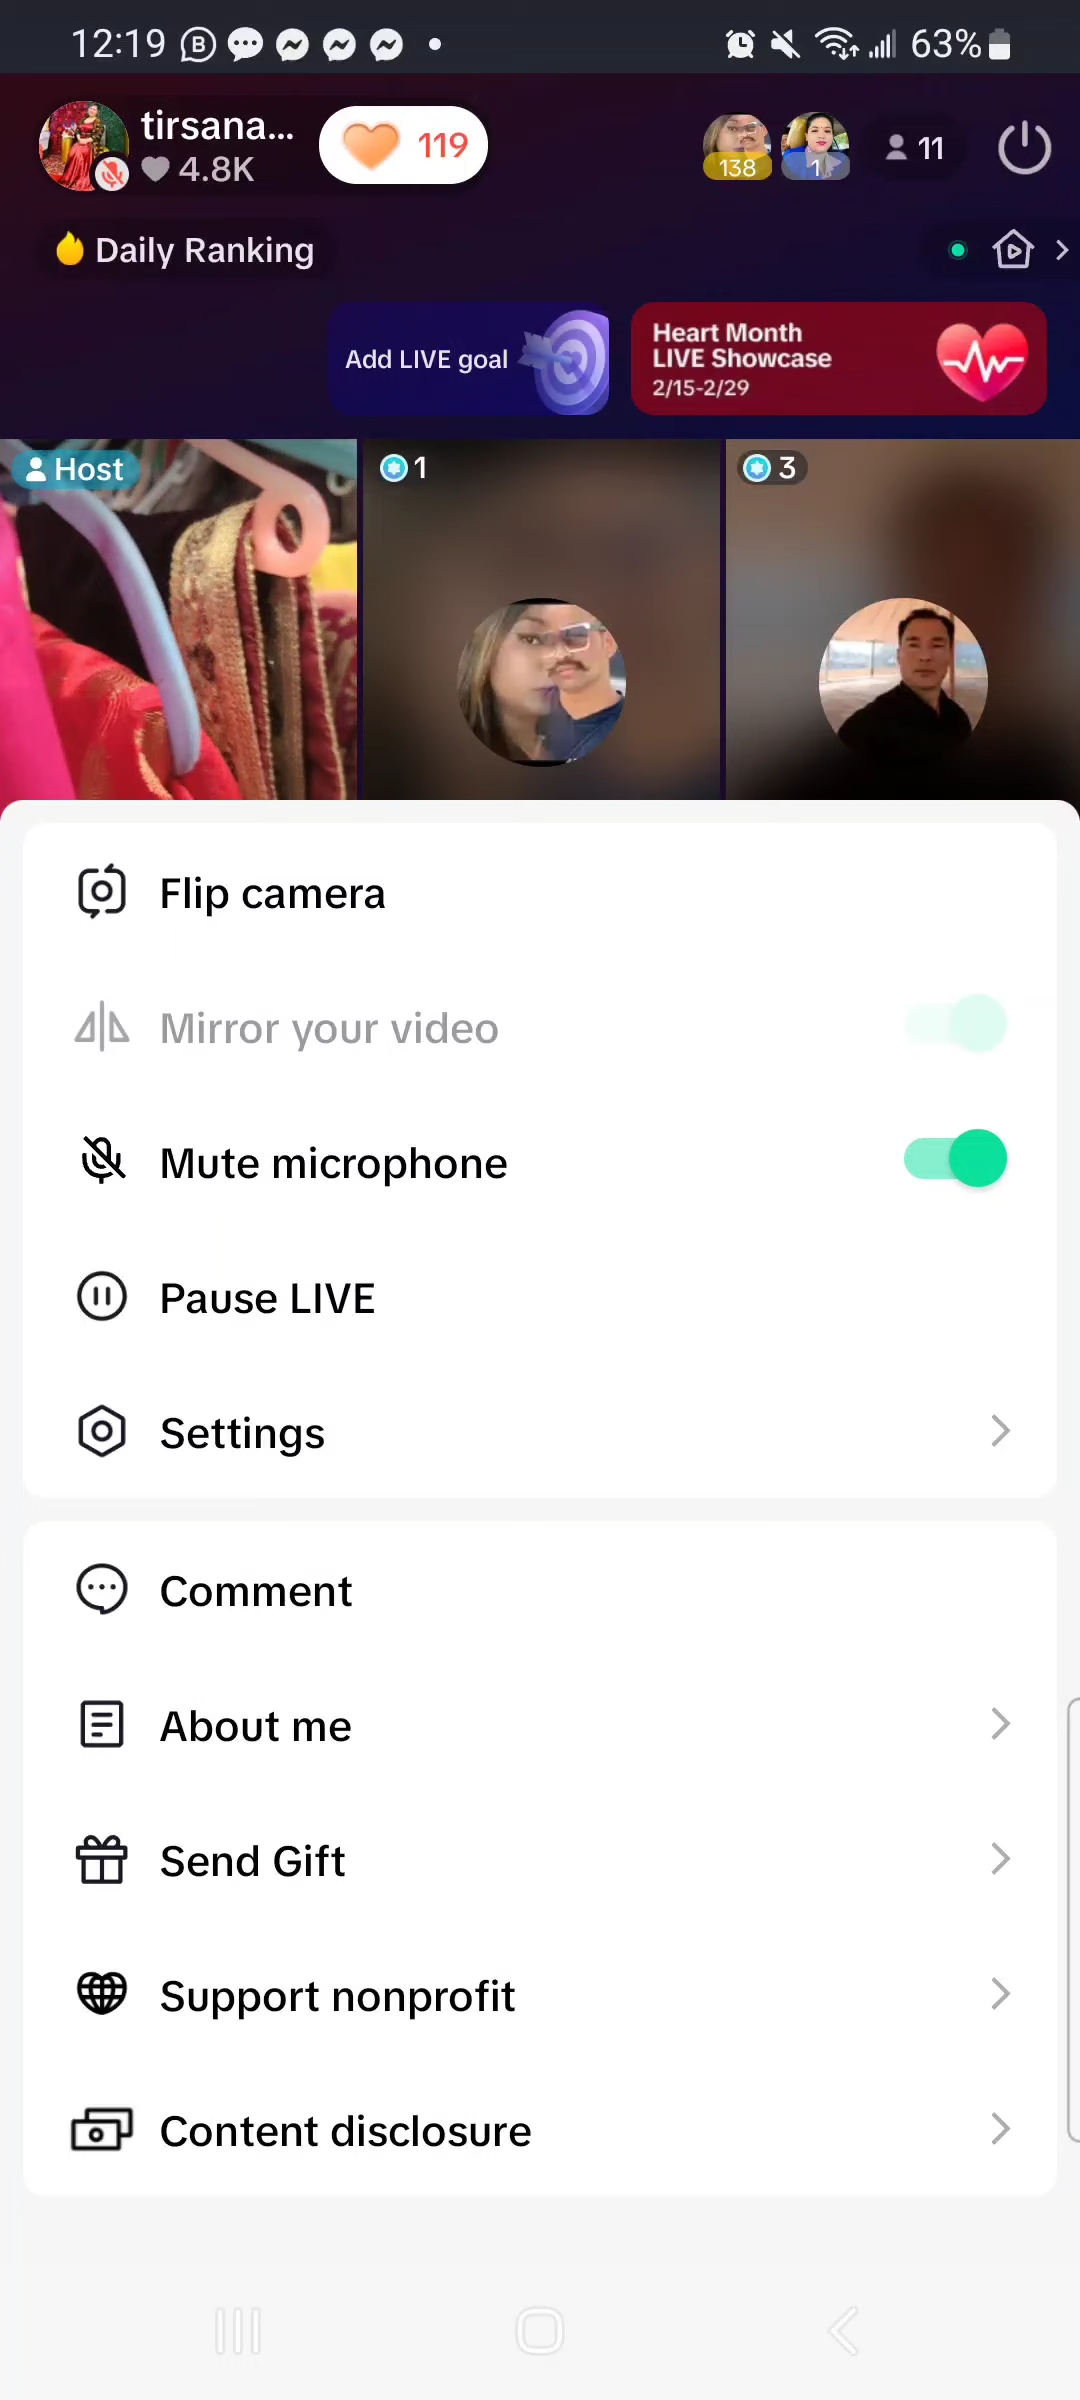 12:19
63%
tirsana...
4.8K
119
138
1
11
Daily Ranking
Add LIVE goal
Heart Month
LIVE Showcase
2/15-2/29
Host
1
3
Flip camera
Mirror your video
Mute microphone
Pause LIVE
Settings
Comment
About me
Send Gift
Support nonprofit
Content disclosure